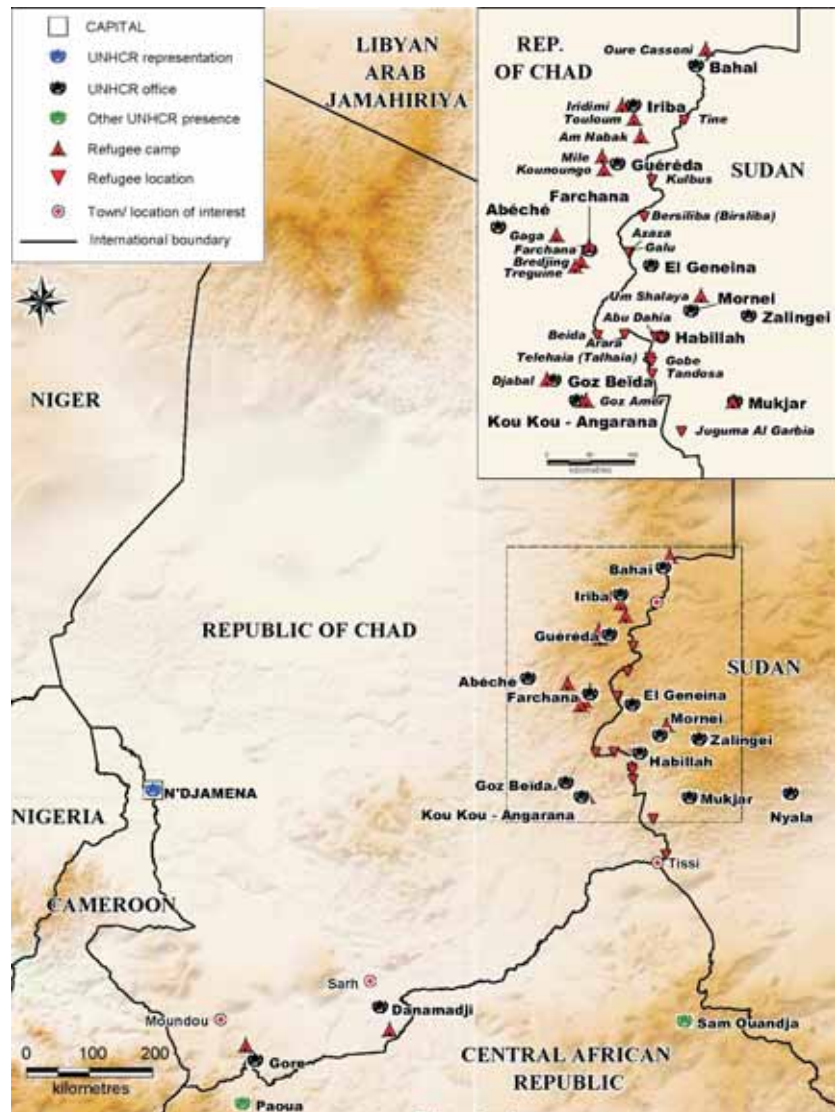 CAPITAL
UNHCR representation
UNHCR office
Other UNHCR presence
Refugee camp
Refugee location
Town/ location of interest
International boundary
LIBYAN
ARAB
JAMAHIRIYA
REP.
OF CHAD
Oure Cassoni
Bahai
Iridimi
Iriba
Touloum
Tine
Am Nabak
Mile
Kounoungo
Guéréda
Kulbus
SUDAN
Farchana
Abéché
Bersiliba (Birsliba)
Gaga
Azaza
Farchana
Galu
Bredjing
Treguine
El Geneina
Um Shalaya
Mornei
Abu Dahia
Zalingei
Beida
Arara
Habillah
Telehaia (Talhaia)
Gobe
Tandosa
Djabal
Goz Beïda
Goz Amer
Mukjar
Kou Kou - Angarana
Juguma Al Garbia
0
kilometres
NIGER
REPUBLIC OF CHAD
Bahai
Iriba
Guéréda
SUDAN
Abéché
Farchana
El Geneina
Mornei
Zalingei
Habillah
N'DJAMENA
Goz Beïda
Kou Kou - Angarana
Mukjar
Nyala
NIGERIA
Tissi
CAMEROON
Sarh
Danamadji
Moundou
Sam Ouandja
0 100 200
kilometres
Gore
CENTRAL AFRICAN
REPUBLIC
Paoua